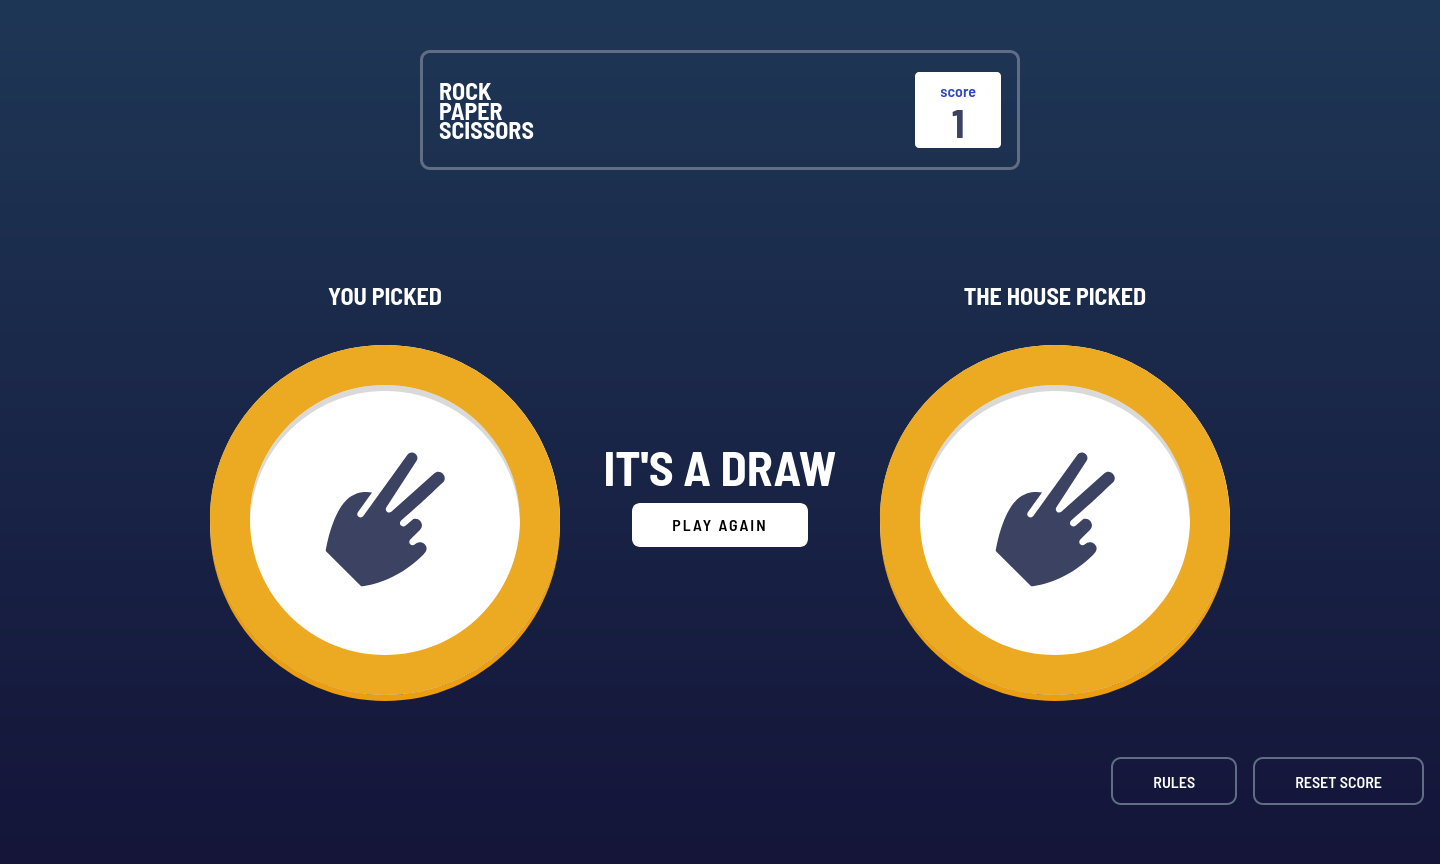 ROCK
PAPER
SCISSORS
score
1
YOU PICKED
THE HOUSE PICKED
IT'S A DRAW
PLAY AGAIN
RULES
RESET SCORE